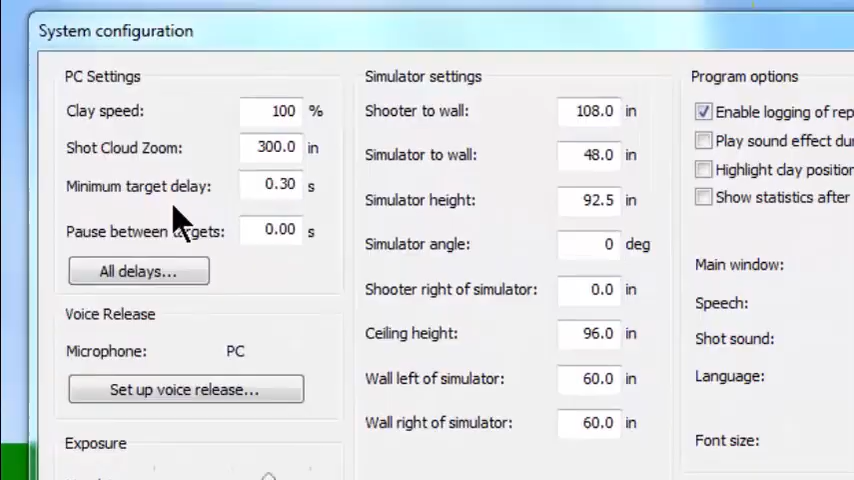 System configuration
PC Settings
Clay speed: 100 %
Shot Cloud Zoom: 300.0 in
Minimum target delay: 0.30 s
Pause between targets: 0.00 s
All delays...
Voice Release
Microphone: PC
Set up voice release...
Exposure
Simulator settings
Shooter to wall: 108.0 in
Simulator to wall: 48.0 in
Simulator height: 92.5 in
Simulator angle: 0 deg
Shooter right of simulator: 0.0 in
Ceiling height: 96.0 in
Wall left of simulator: 60.0 in
Wall right of simulator: 60.0 in
Program options
Enable logging of rep
Play sound effect dur
Highlight clay position
Show statistics after
Main window:
Speech:
Shot sound:
Language:
Font size: